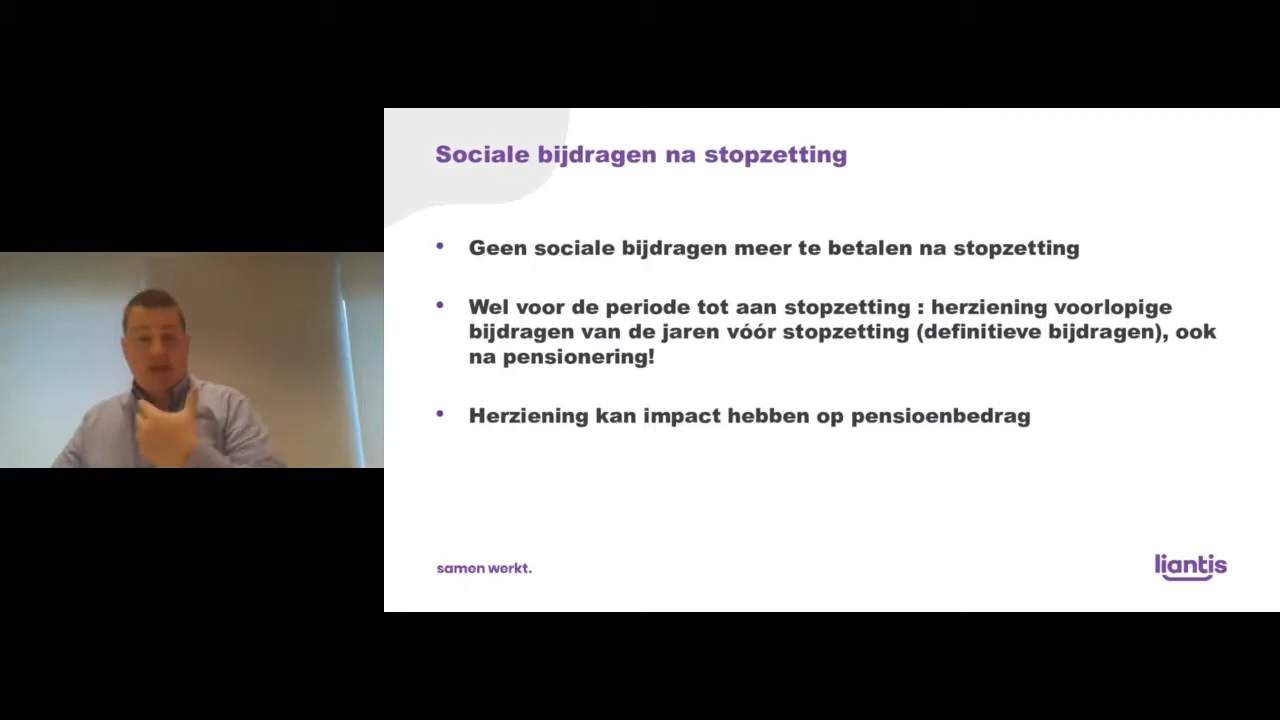 Sociale bijdragen na stopzetting
• Geen sociale bijdragen meer te betalen na stopzetting
• Wel voor de periode tot aan stopzetting : herziening voorlopige
bijdragen van de jaren vóór stopzetting (definitieve bijdragen), ook
na pensionering!
• Herziening kan impact hebben op pensioenbedrag
samen werkt.
liantis